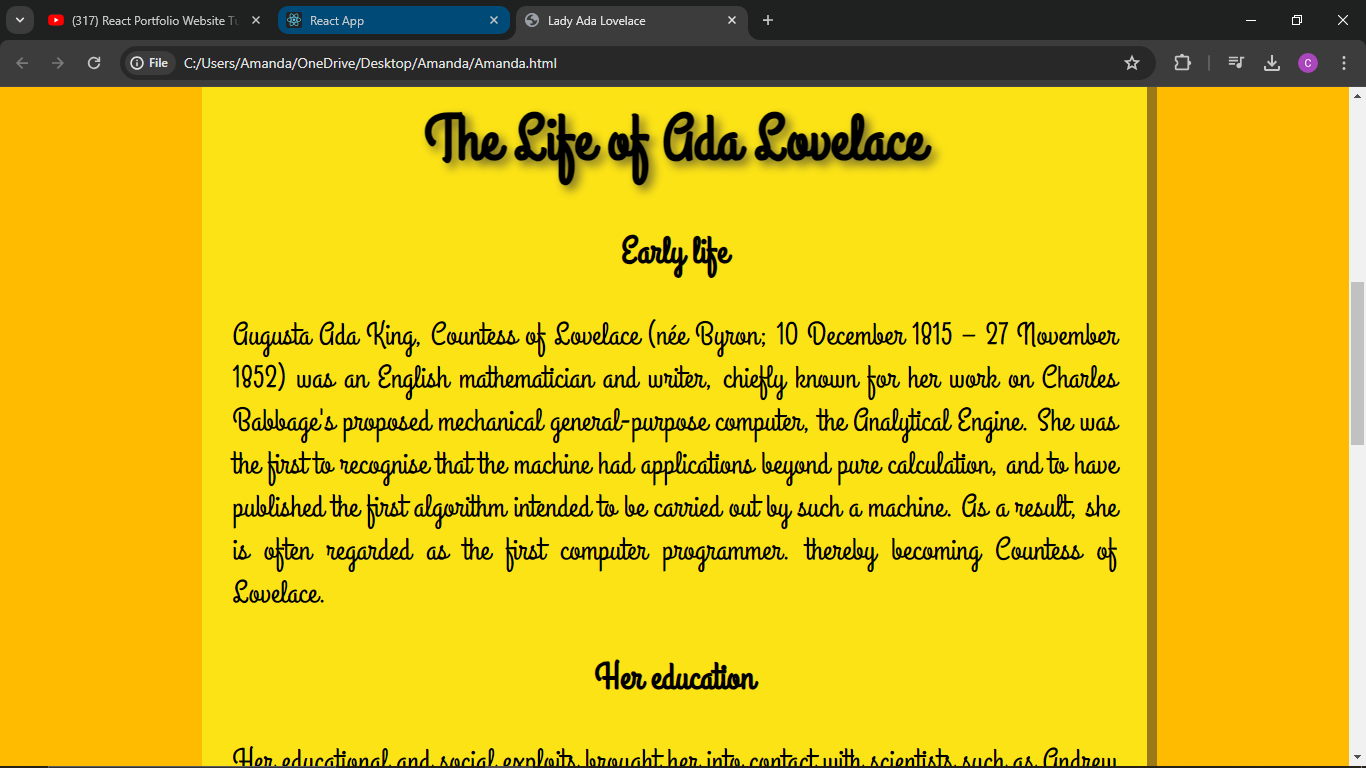 (317) React Portfolio Website Tu
React App
Lady Ada Lovelace
File
C:/Users/Amanda/OneDrive/Desktop/Amanda/Amanda.html
C
The Life of Ada Lovelace
Early life
Augusta Ada King, Countess of Lovelace (née Byron; 10 December 1815 – 27 November
1852) was an English mathematician and writer, chiefly known for her work on Charles
Babbage's proposed mechanical general-purpose computer, the Analytical Engine. She was
the first to recognise that the machine had applications beyond pure calculation, and to have
published the first algorithm intended to be carried out by such a machine. As a result, she
is often regarded as the first computer programmer. thereby becoming Countess of
Lovelace.
Her education
Her educational and social exploits brought her into contact with scientists such as Andrew